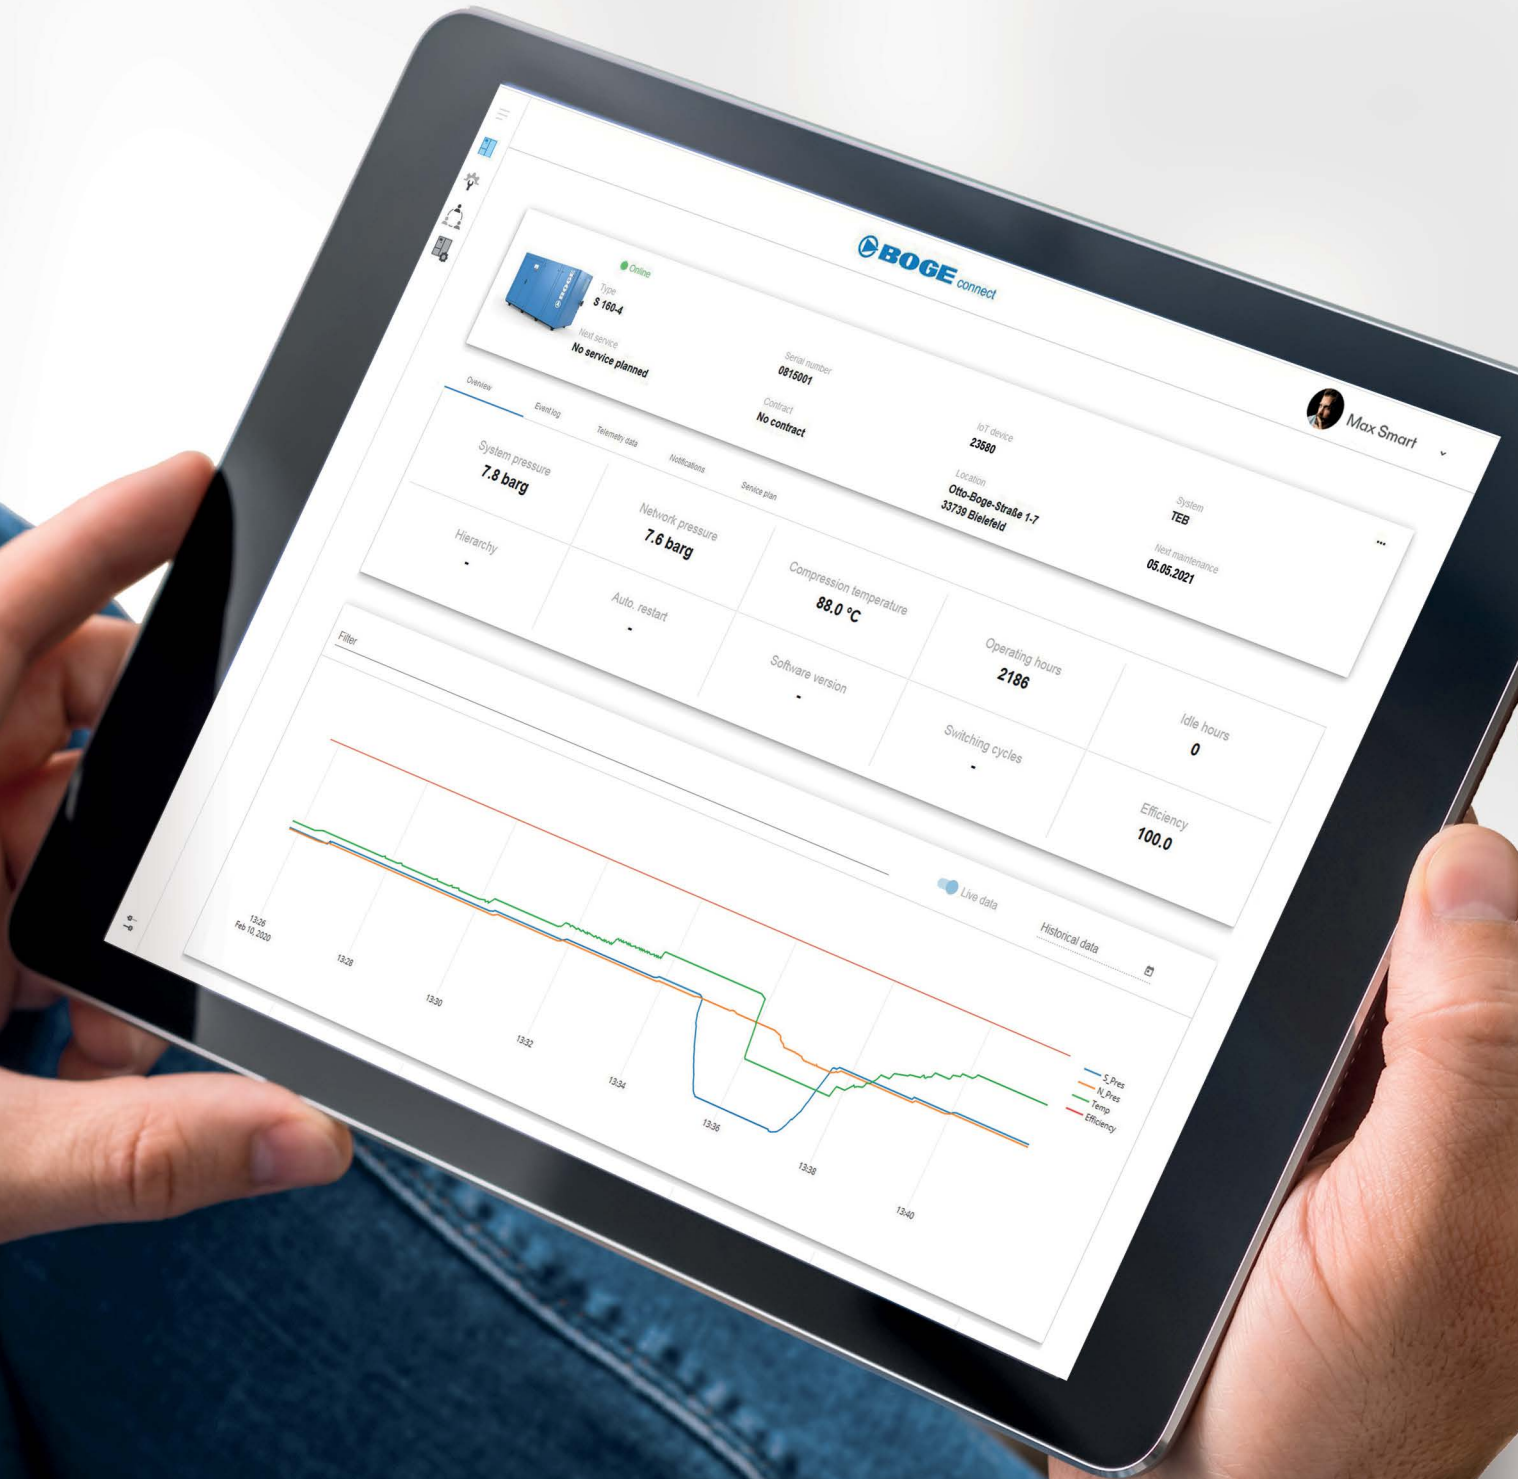 BOGE connect
Max Smart
Online
Type
S 160-4
Next service
No service planned
Serial number
0815001
Contract
No contract
IoT device
23580
Location
Otto-Boge-Straße 1-7
33739 Bielefeld
System
TEB
Next maintenance
05.05.2021
...
BOGE
Overview
Event log
Telemetry data
Notifications
Service plan
System pressure
7.8 barg
Network pressure
7.6 barg
Compression temperature
88.0 °C
Operating hours
2186
Idle hours
0
Hierarchy
-
Auto. restart
-
Software version
-
Switching cycles
-
Efficiency
100.0
Filter
Live data
Historical data
13:26
Feb 10, 2020
13:28
13:30
13:32
13:34
13:36
13:38
13:40
S_Pres
N_Pres
Temp
Efficiency